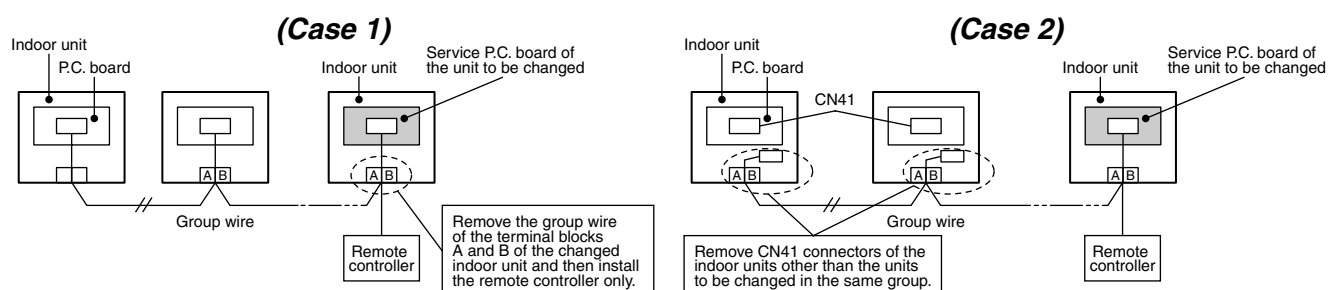 (Case 1)
Indoor unit
P.C. board
Indoor unit
Service P.C. board of
the unit to be changed
A B
A B
Group wire
Remote
controller
Remove the group wire
of the terminal blocks
A and B of the changed
indoor unit and then install
the remote controller only.
(Case 2)
Indoor unit
P.C. board
CN41
Indoor unit
Service P.C. board of
the unit to be changed
A B
A B
A B
Group wire
Remove CN41 connectors of the
indoor units other than the units
to be changed in the same group.
Remote
controller